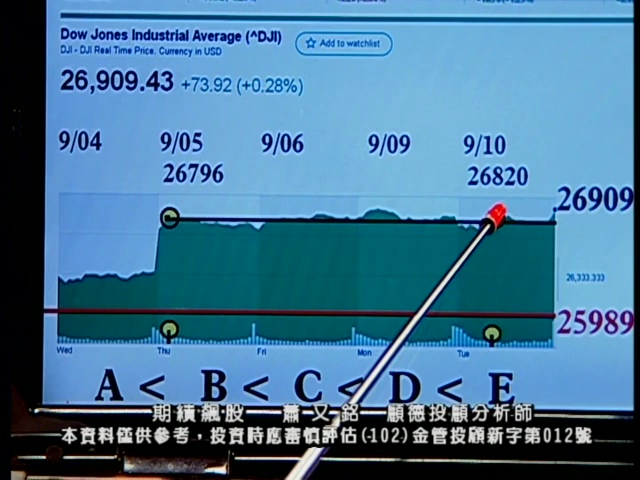 Dow Jones Industrial Average (^DJI)
DJI - DJI Real Time Price. Currency in USD
Add to watchlist
26,909.43 +73.92 (+0.28%)
9/04 9/05 9/06 9/09 9/10
26796 26820
26909
26,333.333
25989
Wed Thu Fri Mon Tue
A < B < C < D < E
期績飆股 蕭又銘 顧德投顧分析師
本資料僅供參考，投資時應審慎評估(102)金管投顧新字第012號